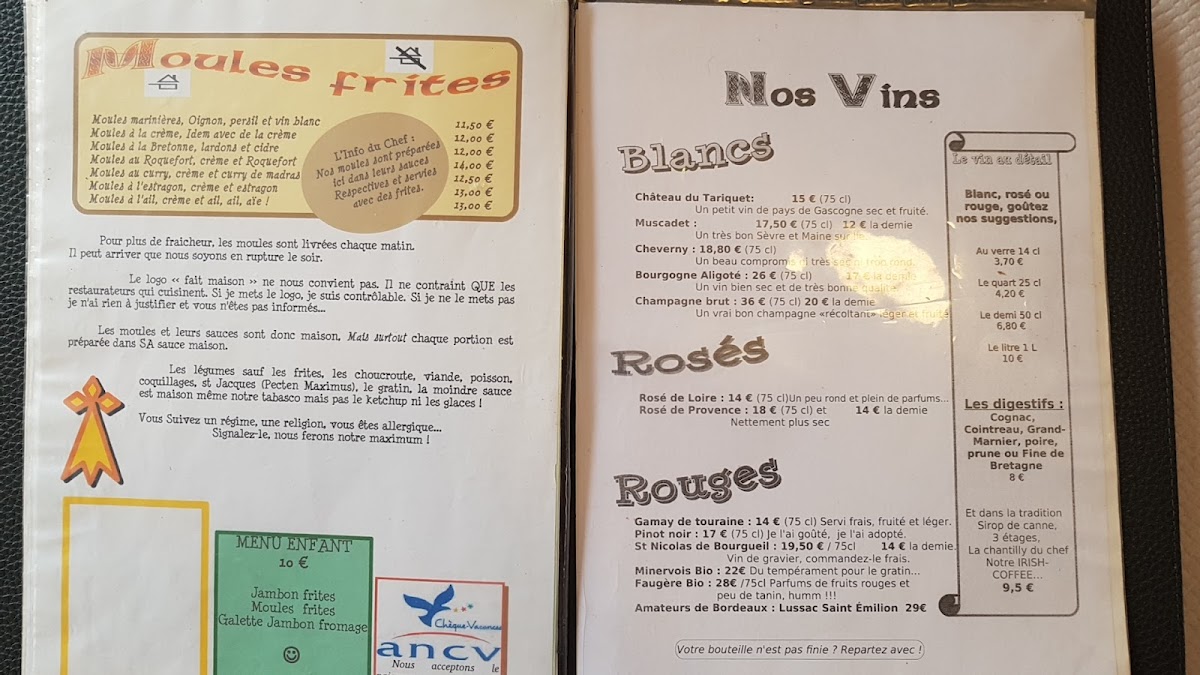 Moules frites
Moules marinières, Oignon, persil et vin blanc 11,50 €
Moules à la crème, Idem avec de la crème 12,00 €
Moules à la Bretonne, lardons et cidre 12,00 €
Moules au Roquefort, crème et Roquefort 14,00 €
Moules au curry, crème et curry de madras 12,50 €
Moules à l'estragon, crème et estragon 13,00 €
Moules à l'ail, crème et ail, ail, aïe ! 13,00 €
L'Info du Chef :
Nos moules sont préparées
ici dans leurs sauces
Respectives et servies
avec des frites.
Pour plus de fraicheur, les moules sont livrées chaque matin.
Il peut arriver que nous soyons en rupture le soir.
Le logo « fait maison » ne nous convient pas. Il ne contraint QUE les
restaurateurs qui cuisinent. Si je mets le logo, je suis contrôlable. Si je ne le mets pas
je n'ai rien à justifier et vous n'êtes pas informés...
Les moules et leurs sauces sont donc maison. Mais surtout chaque portion est
préparée dans SA sauce maison.
Les légumes sauf les frites, les choucroute, viande, poisson,
coquillages, st Jacques (Pecten Maximus), le gratin, la moindre sauce
est maison même notre tabasco mais pas le ketchup ni les glaces !
Vous Suivez un régime, une religion, vous êtes allergique...
Signalez-le, nous ferons notre maximum !
MENU ENFANT
10 €
Jambon frites
Moules frites
Galette Jambon fromage
Chèque-Vacances
ancv
Nous acceptons le
Nos Vins
Blancs
Château du Tariquet: 15 € (75 cl)
Un petit vin de pays de Gascogne sec et fruité.
Muscadet : 17,50 € (75 cl) 12 € la demie
Un très bon Sèvre et Maine sur lie.
Cheverny : 18,80 € (75 cl)
Un beau compromis ni très sec ni trop rond.
Bourgogne Aligoté : 26 € (75 cl) 17 € la demie
Un vin bien sec et de très bonne qualité.
Champagne brut : 36 € (75 cl) 20 € la demie
Un vrai bon champagne «récoltant» léger et fruité
Rosés
Rosé de Loire : 14 € (75 cl)Un peu rond et plein de parfums...
Rosé de Provence : 18 € (75 cl) et 14 € la demie
Nettement plus sec
Rouges
Gamay de touraine : 14 € (75 cl) Servi frais, fruité et léger.
Pinot noir : 17 € (75 cl) Je l'ai goûté, je l'ai adopté.
St Nicolas de Bourgueil : 19,50 € / 75cl 14 € la demie.
Vin de gravier, commandez-le frais.
Minervois Bio : 22€ Du tempérament pour le gratin...
Faugère Bio : 28€ /75cl Parfums de fruits rouges et
peu de tanin, humm !!!
Amateurs de Bordeaux : Lussac Saint Émilion 29€
Votre bouteille n'est pas finie ? Repartez avec !
Le vin au détail
Blanc, rosé ou
rouge, goûtez
nos suggestions,
Au verre 14 cl
3,70 €
Le quart 25 cl
4,20 €
Le demi 50 cl
6,80 €
Le litre 1 L
10 €
Les digestifs :
Cognac,
Cointreau, Grand-
Marnier, poire,
prune ou Fine de
Bretagne
8 €
Et dans la tradition
Sirop de canne,
3 étages,
La chantilly du chef
Notre IRISH-
COFFEE...
9,5 €